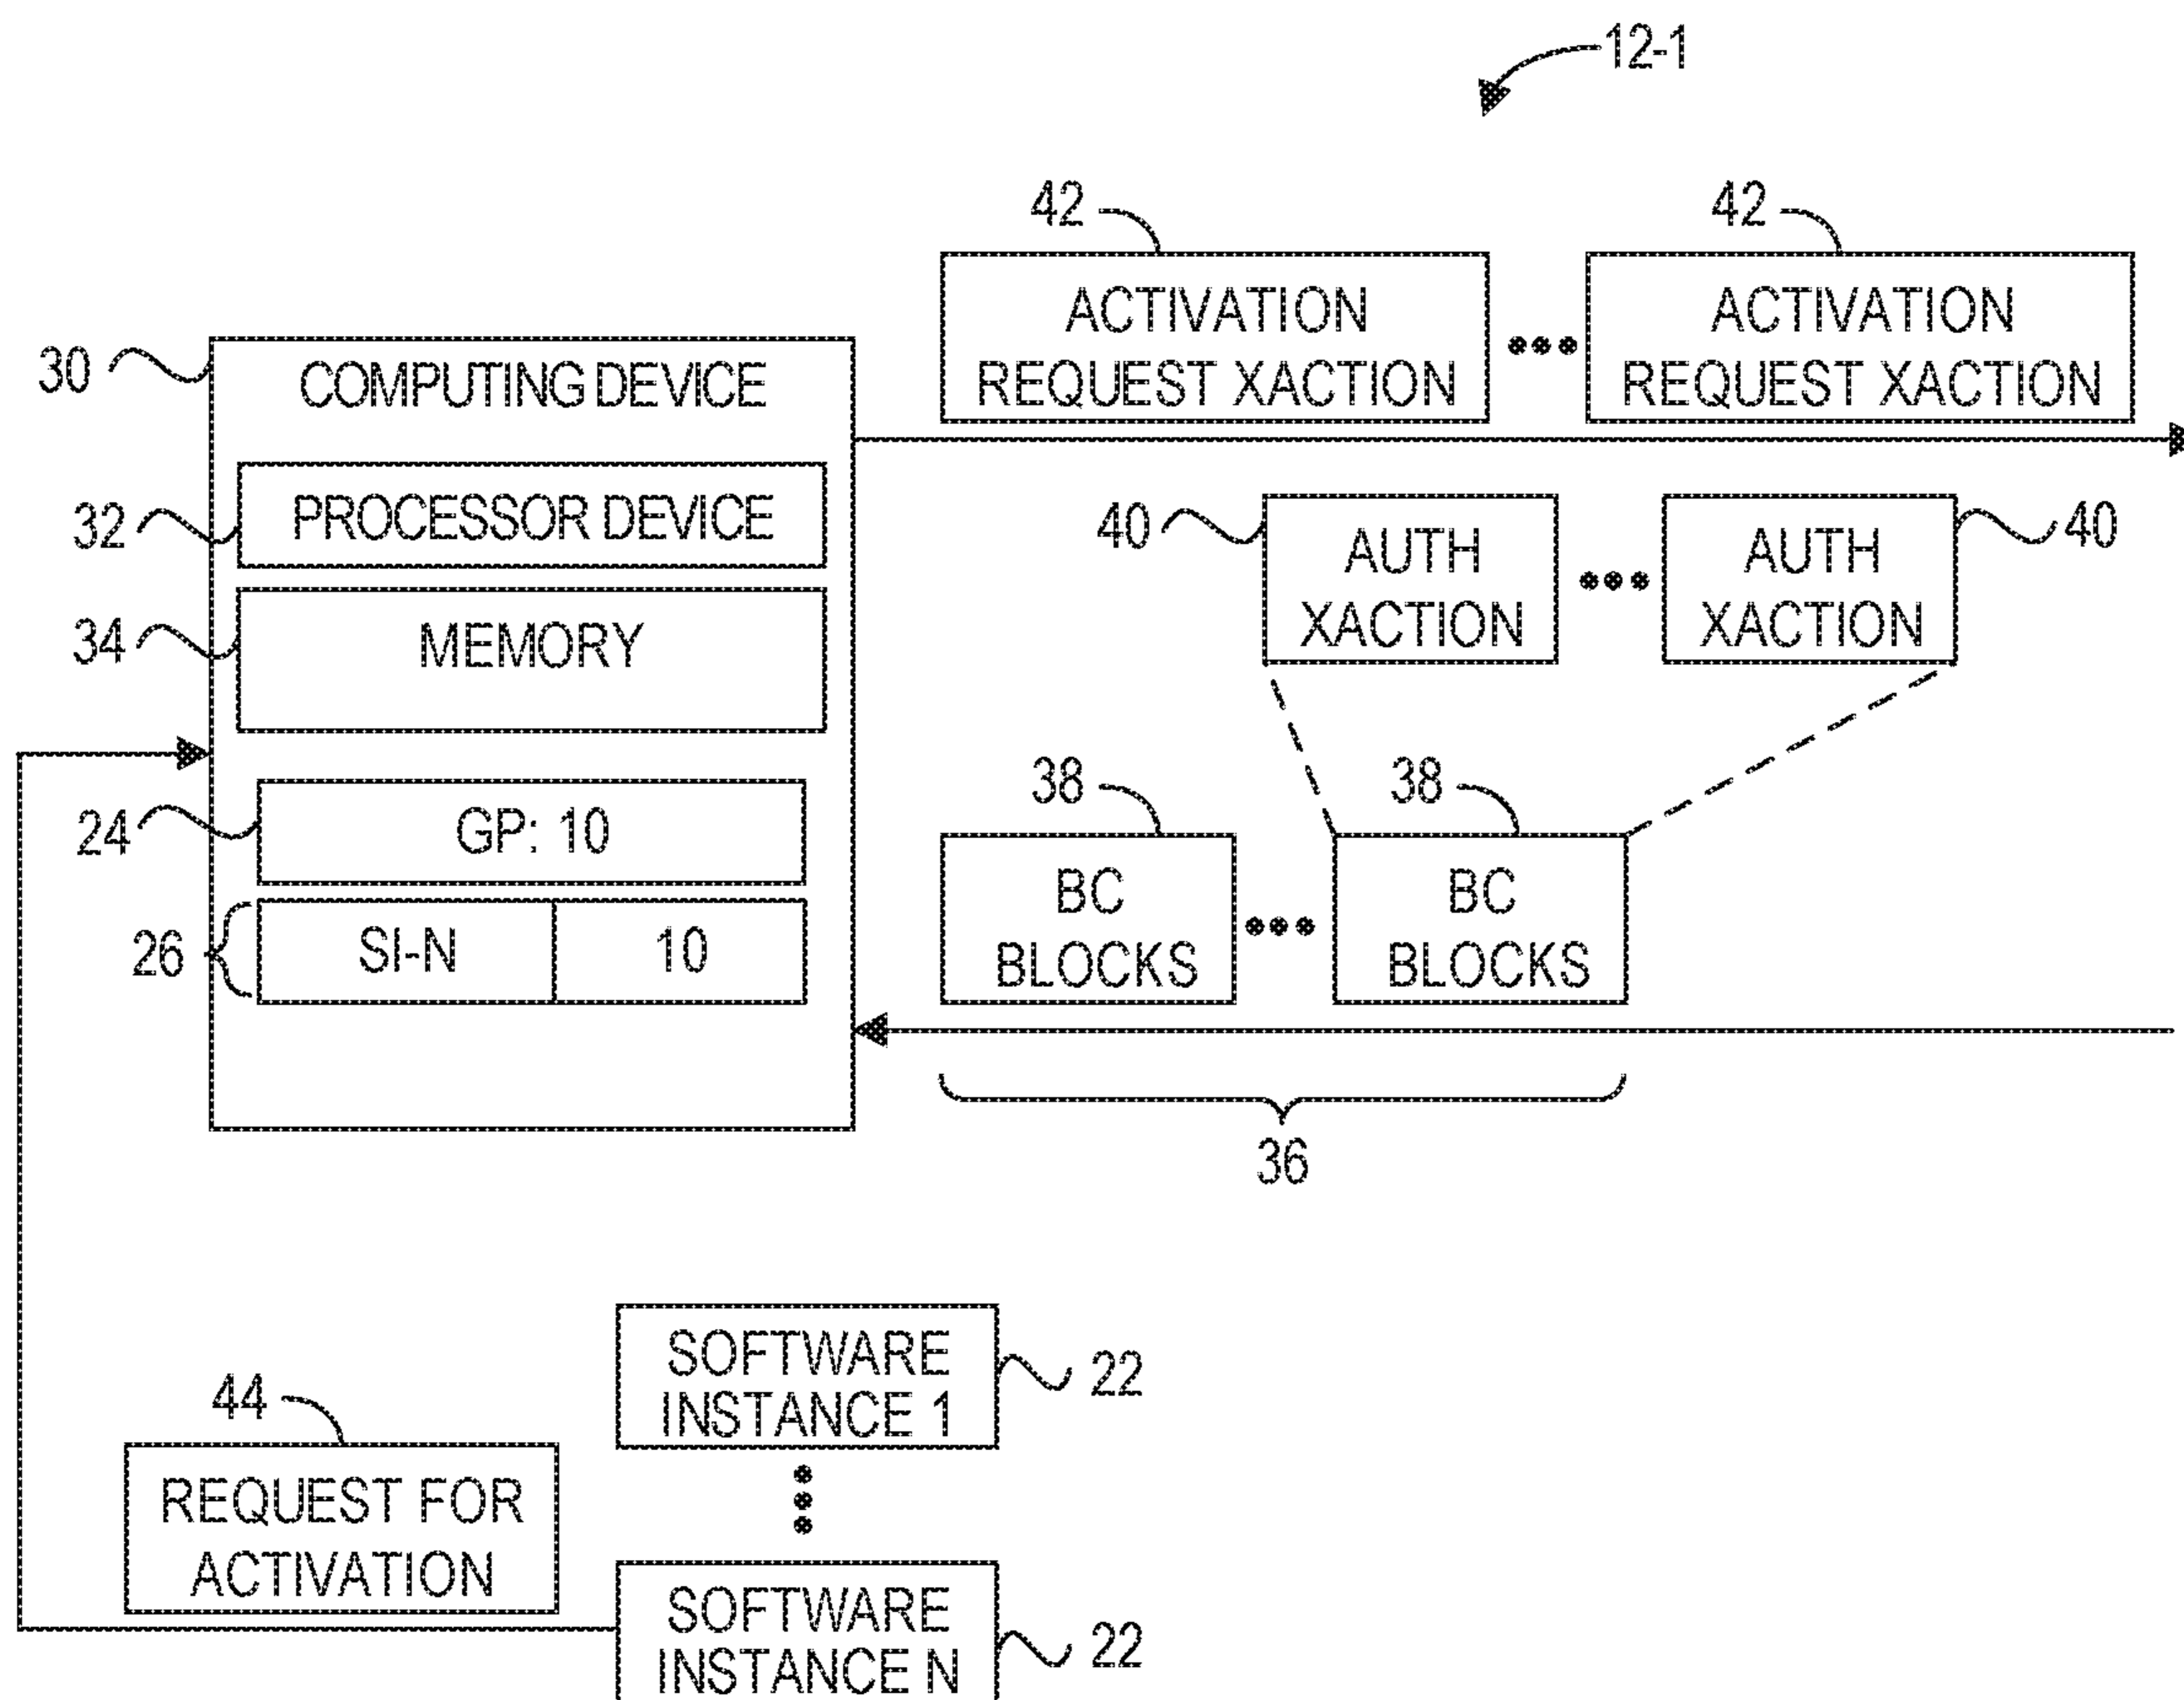 12-1
42
42
ACTIVATION
REQUEST XACTION
ACTIVATION
REQUEST XACTION
30
COMPUTING DEVICE
32
PROCESSOR DEVICE
34
MEMORY
24
GP: 10
26
SI-N
10
40
AUTH
XACTION
AUTH
XACTION
40
38
38
BC
BLOCKS
BC
BLOCKS
36
SOFTWARE
INSTANCE 1
22
44
REQUEST FOR
ACTIVATION
SOFTWARE
INSTANCE N
22